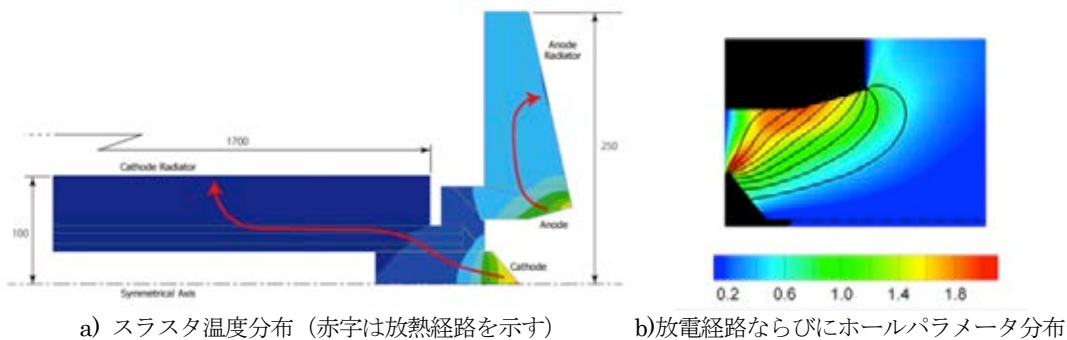 Anode
Radiator
1700
Cathode Radiator
250
100
Anode
Cathode
Symmetrical Axis
0.2 0.6 1.0 1.4 1.8
a) スラスタ温度分布（赤字は放熱経路を示す） b)放電経路ならびにホールパラメータ分布